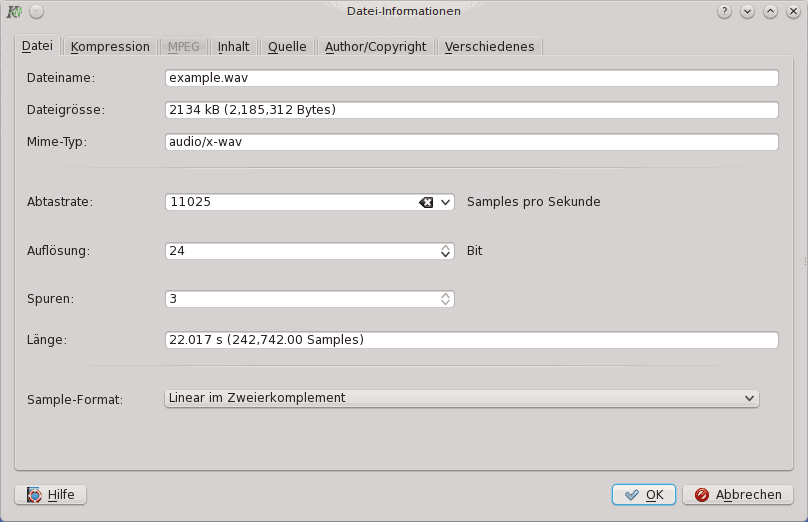 Datei-Informationen
Datei Kompression MPEG Inhalt Quelle Author/Copyright Verschiedenes
Dateiname: example.wav
Dateigrösse: 2134 kB (2,185,312 Bytes)
Mime-Typ: audio/x-wav
Abtastrate: 11025 Samples pro Sekunde
Auflösung: 24 Bit
Spuren: 3
Länge: 22.017 s (242,742.00 Samples)
Sample-Format: Linear im Zweierkomplement
Hilfe OK Abbrechen